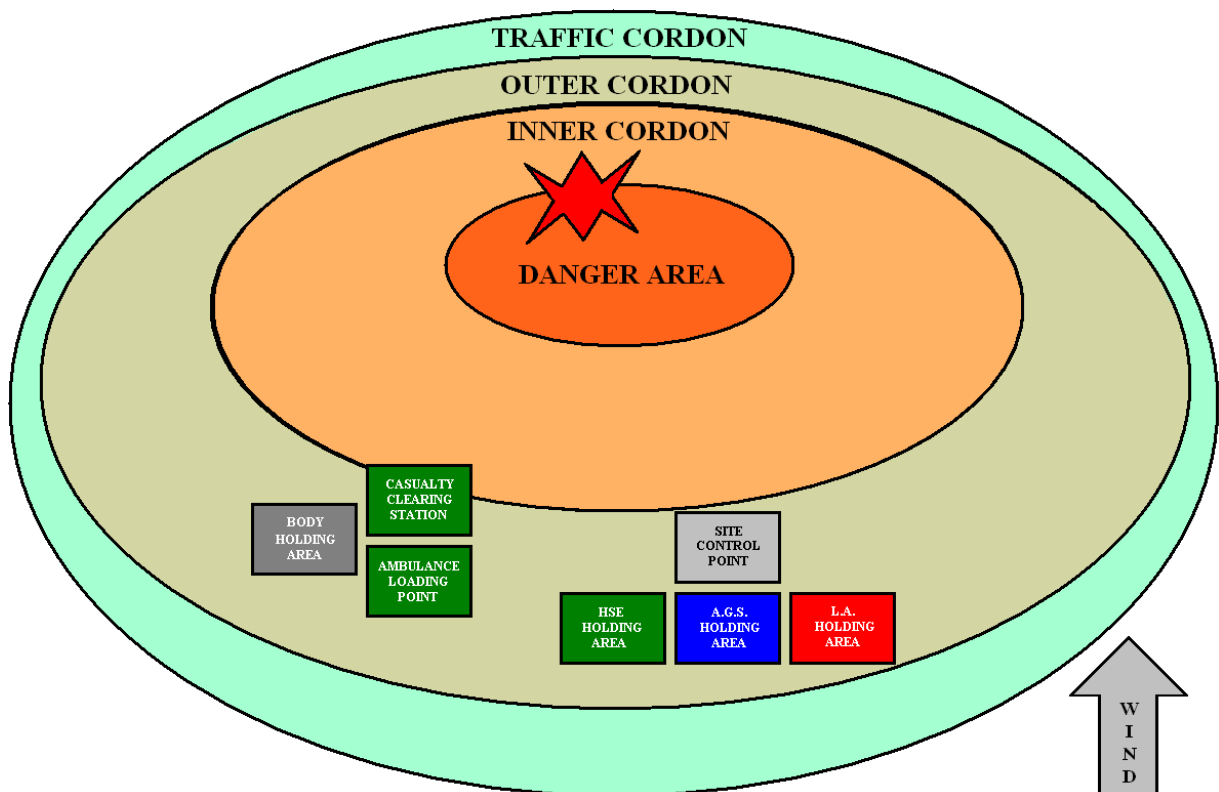 TRAFFIC CORDON
OUTER CORDON
INNER CORDON
DANGER AREA
CASUALTY
CLEARING
STATION
BODY
HOLDING
AREA
AMBULANCE
LOADING
POINT
SITE
CONTROL
POINT
HSE
HOLDING
AREA
A.G.S.
HOLDING
AREA
L.A.
HOLDING
AREA
W
I
N
D